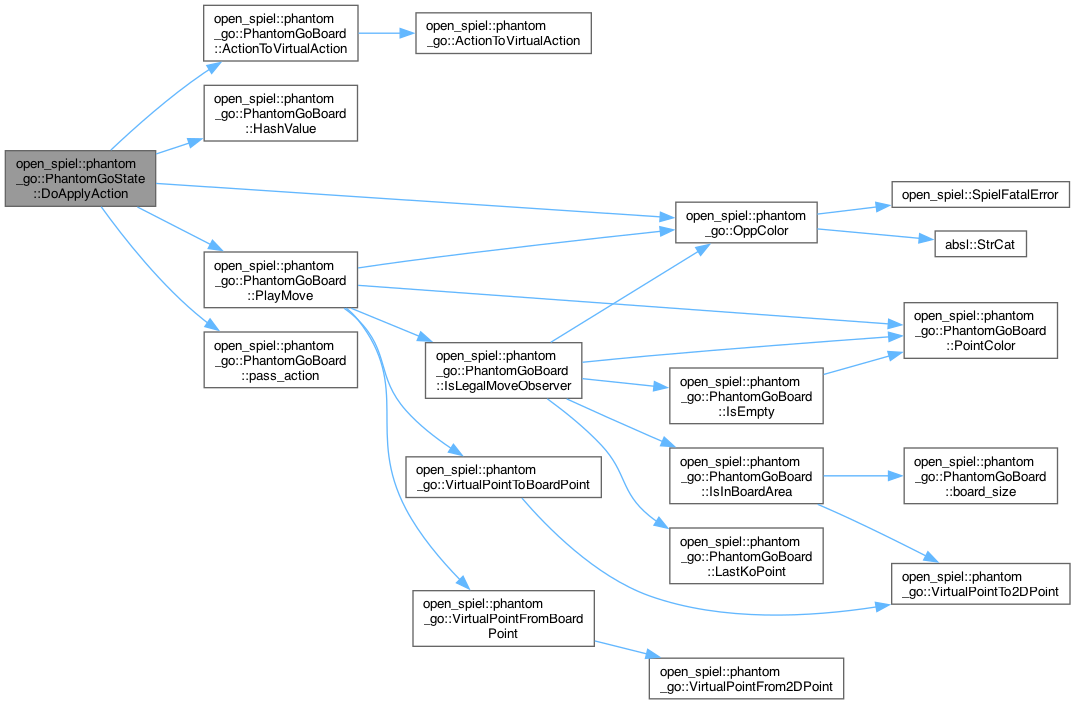 open_spiel::phantom
_go::PhantomGoState
::DoApplyAction
open_spiel::phantom
_go::PhantomGoBoard
::ActionToVirtualAction
open_spiel::phantom
_go::ActionToVirtualAction
open_spiel::phantom
_go::PhantomGoBoard
::HashValue
open_spiel::phantom
_go::OppColor
open_spiel::SpielFatalError
absl::StrCat
open_spiel::phantom
_go::PhantomGoBoard
::PlayMove
open_spiel::phantom
_go::PhantomGoBoard
::PointColor
open_spiel::phantom
_go::PhantomGoBoard
::pass_action
open_spiel::phantom
_go::PhantomGoBoard
::IsLegalMoveObserver
open_spiel::phantom
_go::PhantomGoBoard
::IsEmpty
open_spiel::phantom
_go::VirtualPointToBoardPoint
open_spiel::phantom
_go::PhantomGoBoard
::IsInBoardArea
open_spiel::phantom
_go::PhantomGoBoard
::board_size
open_spiel::phantom
_go::PhantomGoBoard
::LastKoPoint
open_spiel::phantom
_go::VirtualPointTo2DPoint
open_spiel::phantom
_go::VirtualPointFromBoard
Point
open_spiel::phantom
_go::VirtualPointFrom2DPoint